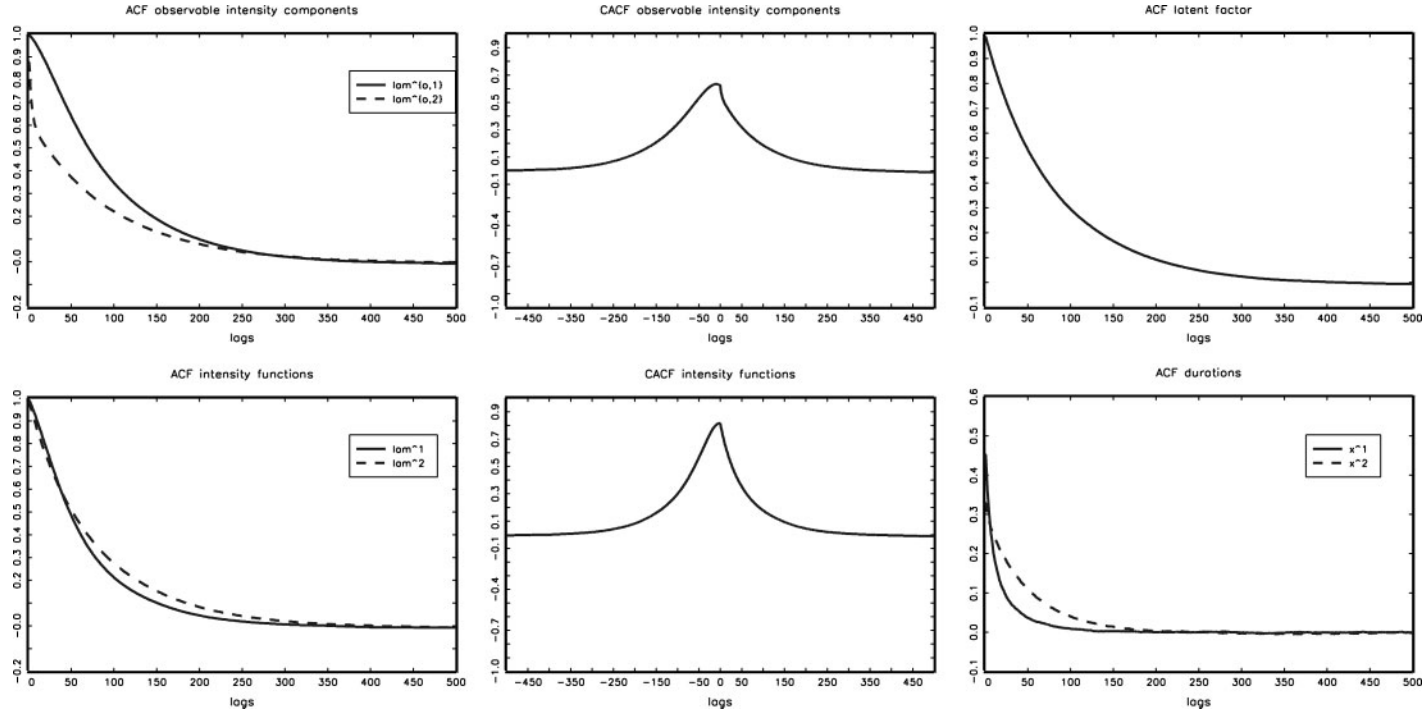 ACF observable intensity components
1.0
0.9
0.8
0.7
0.6
0.5
0.4
0.3
0.2
-0.0
-0.2
lam^(o,1)
lam^(o,2)
0 50 100 150 200 250 300 350 400 450 500
lags
CACF observable intensity components
0.9
0.7
0.5
0.3
0.1
-0.1
-0.4
-0.7
-1.0
-450 -350 -250 -150 -50 0 50 150 250 350 450
lags
ACF latent factor
1.0
0.9
0.8
0.7
0.6
0.5
0.4
0.3
0.2
0.1
-0.1
0 50 100 150 200 250 300 350 400 450 500
lags
ACF intensity functions
1.0
0.9
0.8
0.7
0.6
0.5
0.4
0.3
0.2
-0.0
-0.2
lam^1
lam^2
0 50 100 150 200 250 300 350 400 450 500
lags
CACF intensity functions
0.9
0.7
0.5
0.3
0.1
-0.1
-0.4
-0.7
-1.0
-450 -350 -250 -150 -50 0 50 150 250 350 450
lags
ACF durations
0.6
0.5
0.4
0.3
0.2
0.1
0.0
-0.1
x^1
x^2
0 50 100 150 200 250 300 350 400 450 500
lags